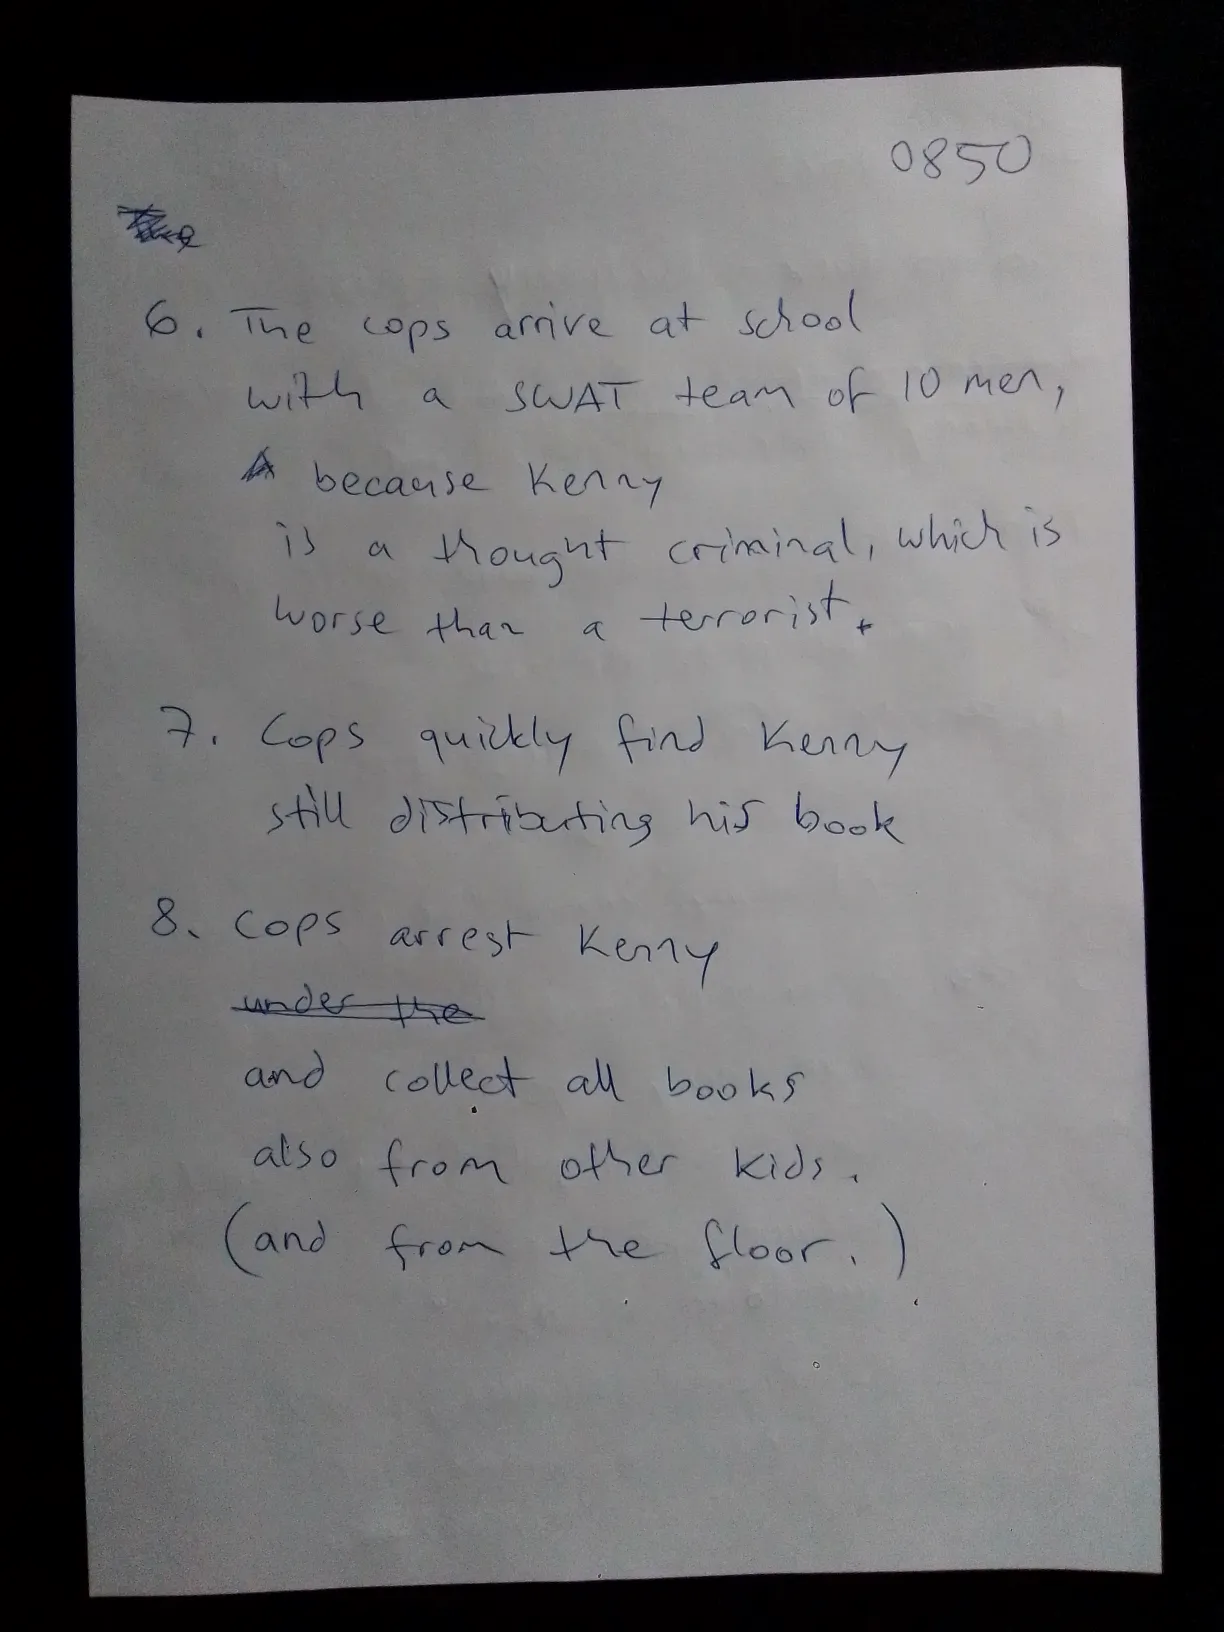 0850
6. The cops arrive at school
with a SWAT team of 10 men,
because Kenny
is a thought criminal, which is
worse than a terrorist.
7. Cops quickly find Kenny
still distributing his book
8. Cops arrest Kenny
under the
and collect all books
also from other kids.
(and from the floor.)